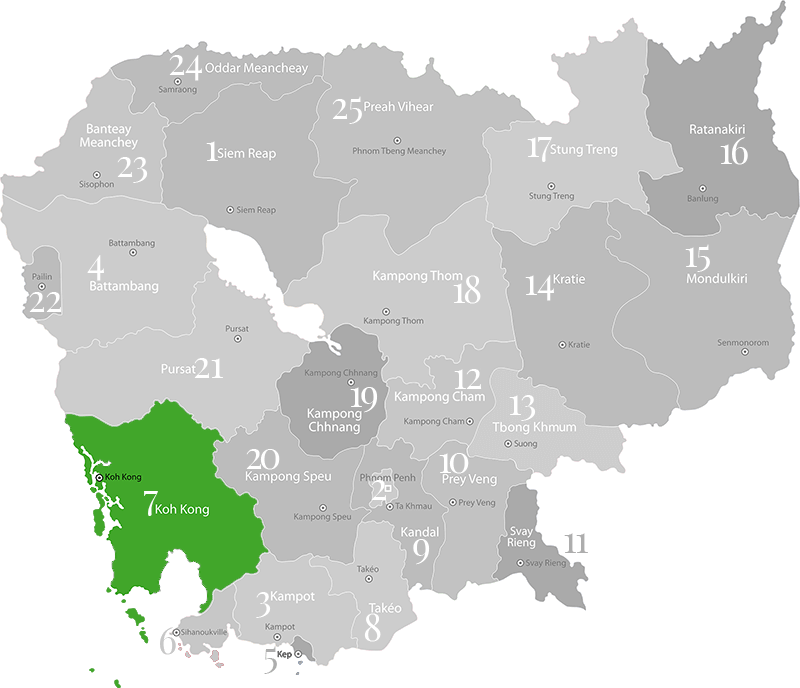 24 Oddar Meancheay
Samraong
25 Preah Vihear
Phnom Tbeng Meanchey
Banteay
Meanchey
23
Sisophon
1 Siem Reap
Siem Reap
17 Stung Treng
Stung Treng
Ratanakiri
16
Banlung
Battambang
4
Battambang
Pailin
22
Kampong Thom
18
Kampong Thom
14 Kratie
Kratie
15
Mondulkiri
Senmonorom
Pursat
Pursat 21
Kampong Chhnang
19
Kampong
Chhnang
12
Kampong Cham
Kampong Cham
13
Tbong Khmum
Suong
20
Kampong Speu
Kampong Speu
Phnom Penh
2
Ta Khmau
10
Prey Veng
Prey Veng
Koh Kong
7 Koh Kong
Kandal
9
Svay
Rieng
11
Svay Rieng
3 Kampot
Kampot
Takéo
Takéo
8
6 Sihanoukville
5 Kep